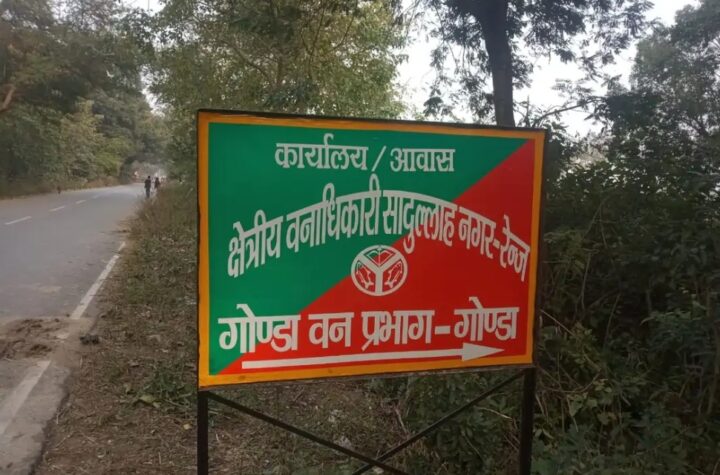 कार्यालय / आवास
क्षेत्रीय वनाधिकारी सादुल्लाह नगर-रेन्ज
गोण्डा वन प्रभाग-गोण्डा